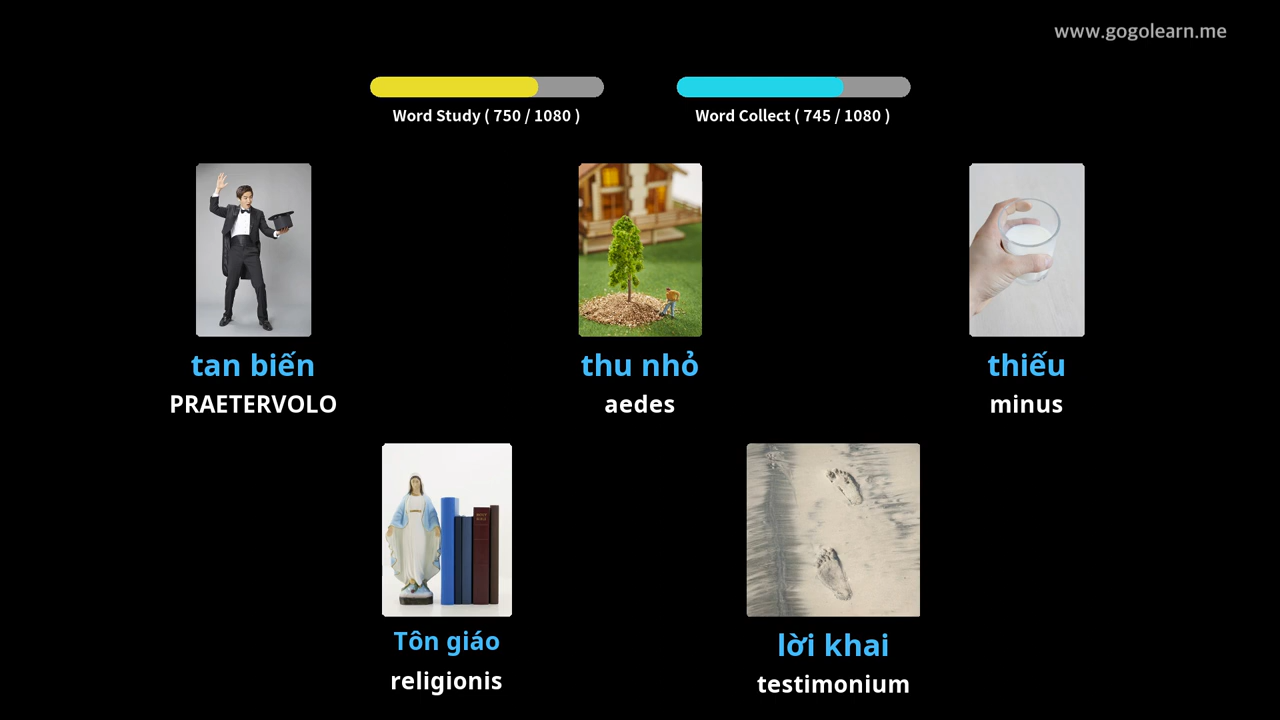 www.gogolearn.me
Word Study ( 750 / 1080 )
Word Collect ( 745 / 1080 )
tan biến
PRAETERVOLO
thu nhỏ
aedes
thiếu
minus
Tôn giáo
religionis
lời khai
testimonium